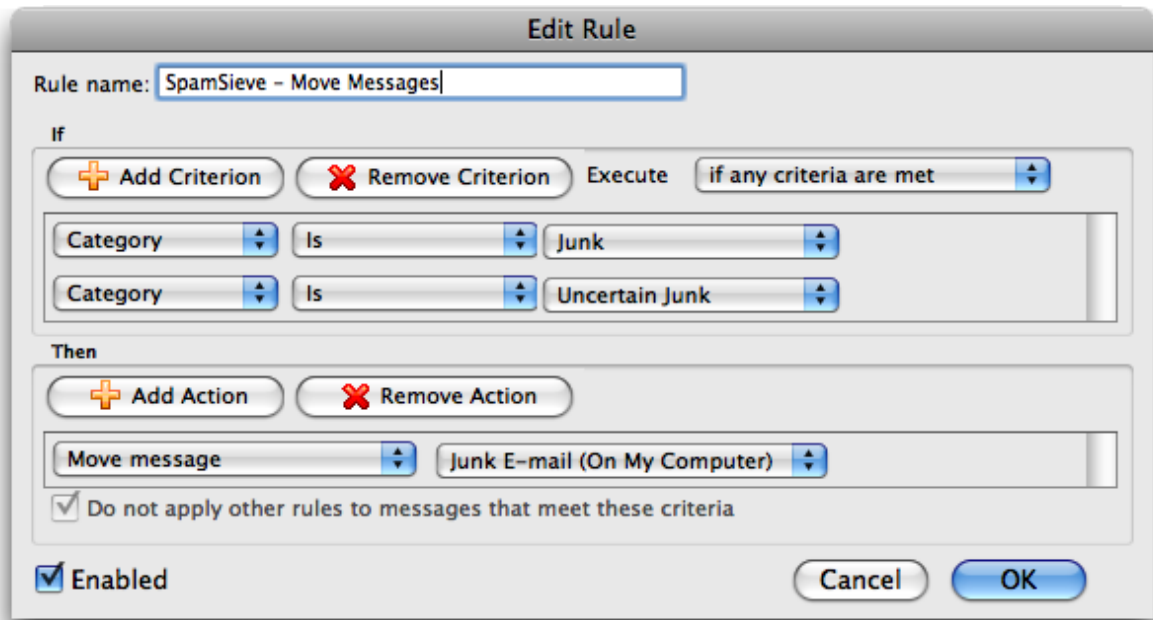 Edit Rule
Rule name: SpamSieve – Move Messages
If
Add Criterion Remove Criterion Execute if any criteria are met
Category Is Junk
Category Is Uncertain Junk
Then
Add Action Remove Action
Move message Junk E-mail (On My Computer)
Do not apply other rules to messages that meet these criteria
Enabled Cancel OK